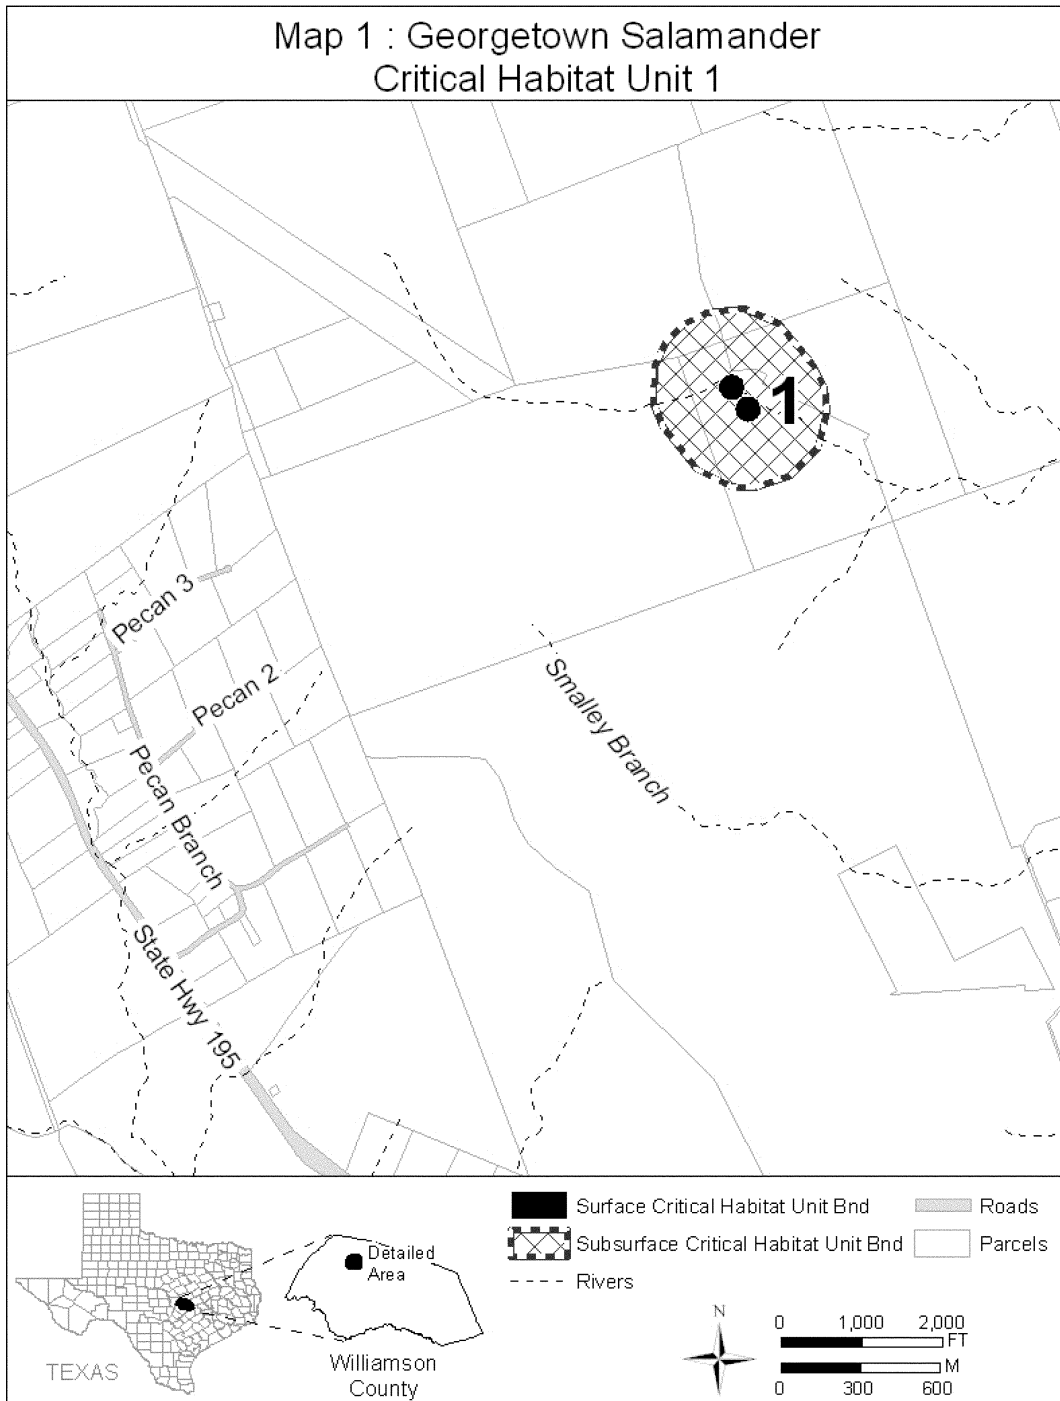 Map 1 : Georgetown Salamander
Critical Habitat Unit 1
1
Pecan 3
Pecan 2
Pecan Branch
Smalley Branch
State Hwy 195
TEXAS
Detailed
Area
Williamson
County
Surface Critical Habitat Unit Bnd
Roads
Subsurface Critical Habitat Unit Bnd
Parcels
Rivers
N
0 1,000 2,000
FT
M
0 300 600